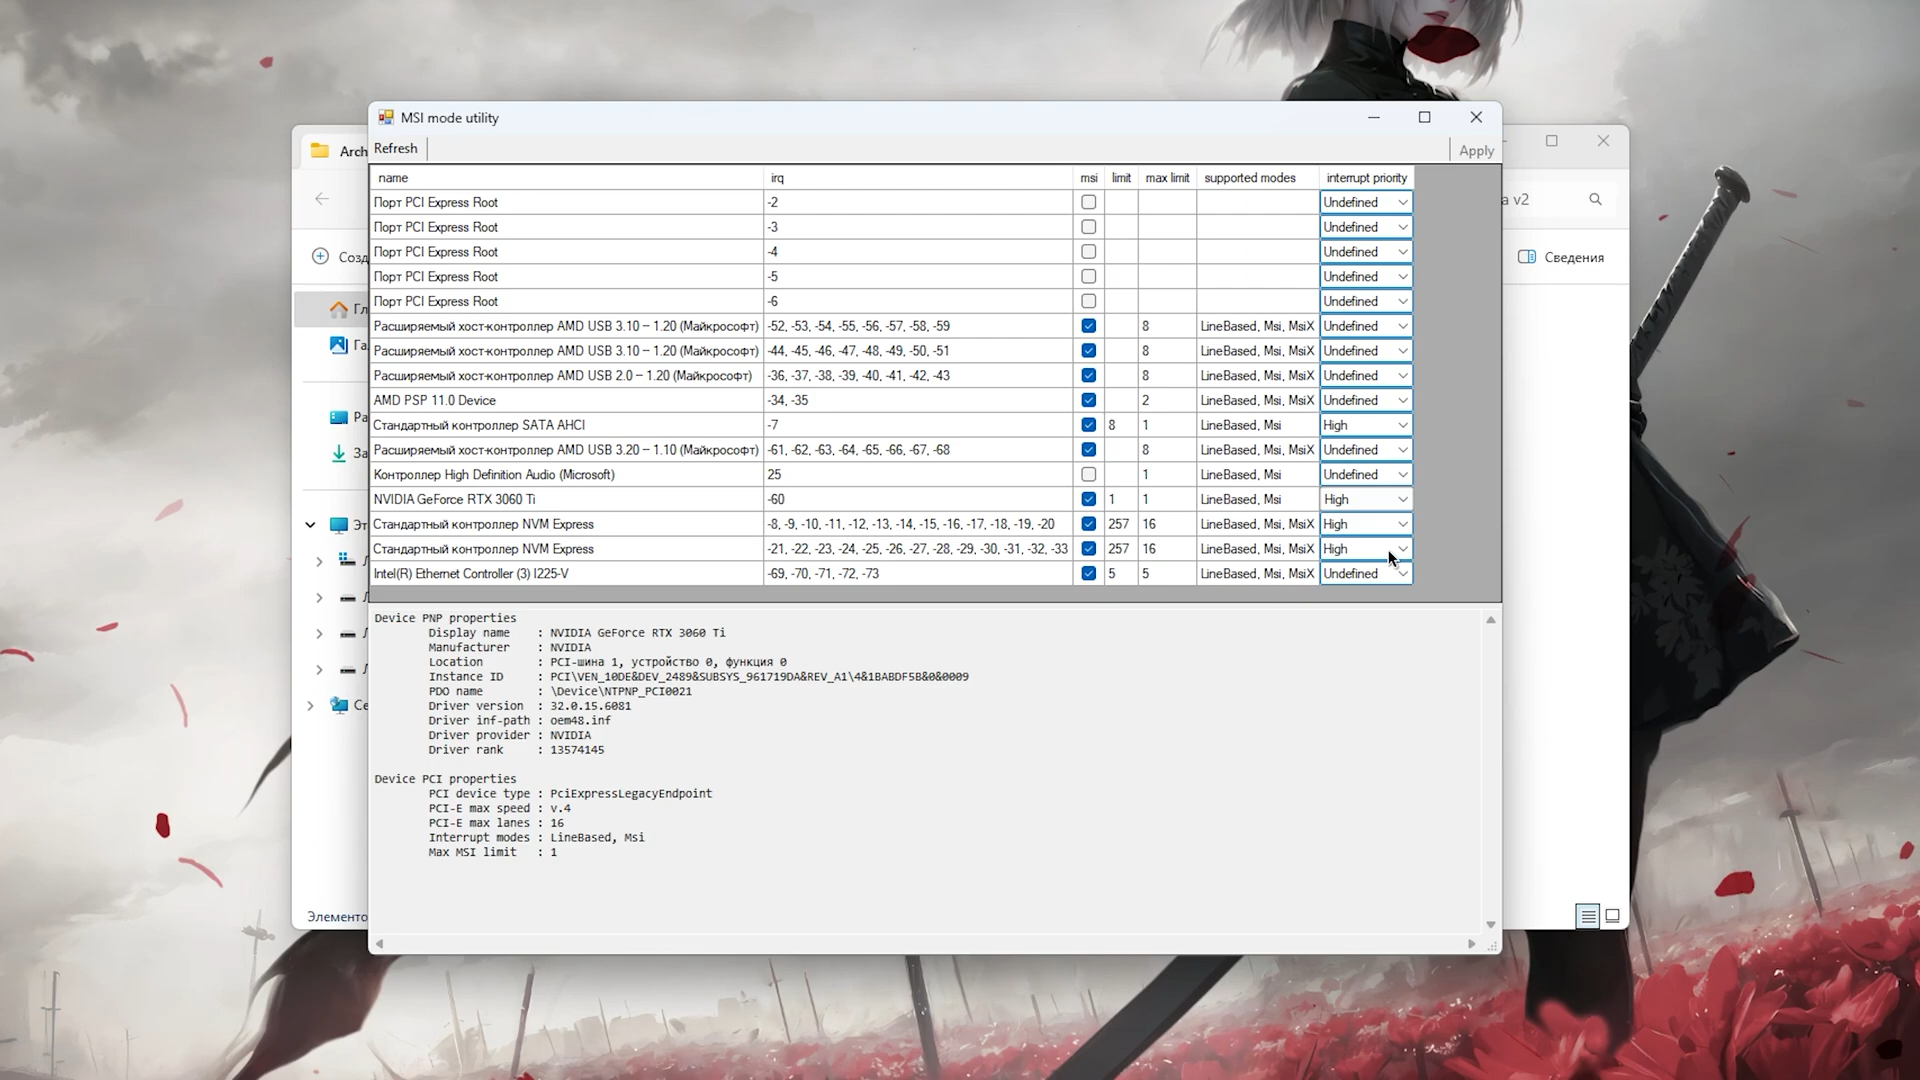 MSI mode utility
Refresh
Apply
name irq msi limit max limit supported modes interrupt priority
Порт PCI Express Root -2 Undefined
Порт PCI Express Root -3 Undefined
Порт PCI Express Root -4 Undefined
Порт PCI Express Root -5 Undefined
Порт PCI Express Root -6 Undefined
Расширяемый хост-контроллер AMD USB 3.10 – 1.20 (Майкрософт) -52, -53, -54, -55, -56, -57, -58, -59 8 LineBased, Msi, MsiX Undefined
Расширяемый хост-контроллер AMD USB 3.10 – 1.20 (Майкрософт) -44, -45, -46, -47, -48, -49, -50, -51 8 LineBased, Msi, MsiX Undefined
Расширяемый хост-контроллер AMD USB 2.0 – 1.20 (Майкрософт) -36, -37, -38, -39, -40, -41, -42, -43 8 LineBased, Msi, MsiX Undefined
AMD PSP 11.0 Device -34, -35 2 LineBased, Msi, MsiX Undefined
Стандартный контроллер SATA AHCI -7 8 1 LineBased, Msi High
Расширяемый хост-контроллер AMD USB 3.20 – 1.10 (Майкрософт) -61, -62, -63, -64, -65, -66, -67, -68 8 LineBased, Msi, MsiX Undefined
Контроллер High Definition Audio (Microsoft) 25 1 LineBased, Msi Undefined
NVIDIA GeForce RTX 3060 Ti -60 1 1 LineBased, Msi High
Стандартный контроллер NVM Express -8, -9, -10, -11, -12, -13, -14, -15, -16, -17, -18, -19, -20 257 16 LineBased, Msi, MsiX High
Стандартный контроллер NVM Express -21, -22, -23, -24, -25, -26, -27, -28, -29, -30, -31, -32, -33 257 16 LineBased, Msi, MsiX High
Intel(R) Ethernet Controller (3) I225-V -69, -70, -71, -72, -73 5 5 LineBased, Msi, MsiX Undefined
Device PNP properties
Display name : NVIDIA GeForce RTX 3060 Ti
Manufacturer : NVIDIA
Location : PCI-шина 1, устройство 0, функция 0
Instance ID : PCI\VEN_10DE&DEV_2489&SUBSYS_961719DA&REV_A1\4&1BABDF5B&0&0009
PDO name : \Device\NTPNP_PCI0021
Driver version : 32.0.15.6081
Driver inf-path : oem48.inf
Driver provider : NVIDIA
Driver rank : 13574145
Device PCI properties
PCI device type : PciExpressLegacyEndpoint
PCI-E max speed : v.4
PCI-E max lanes : 16
Interrupt modes : LineBased, Msi
Max MSI limit : 1
Arch
a v2
Созд
Сведения
Гл
Га
Ра
За
Эт
Се
Элементо